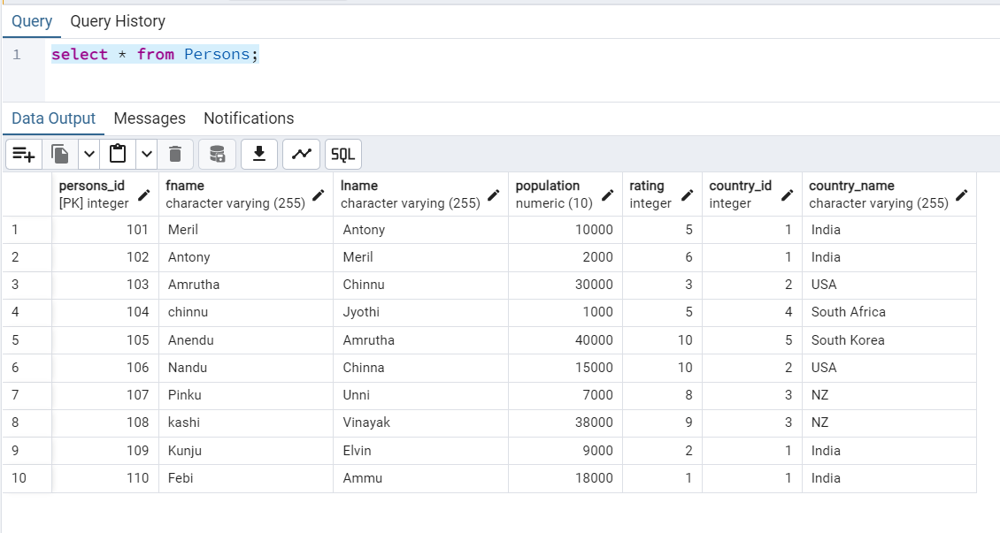 Query Query History
1 select * from Persons;
Data Output Messages Notifications
SQL
persons_id fname lname population rating country_id country_name
[PK] integer character varying (255) character varying (255) numeric (10) integer integer character varying (255)
1 101 Meril Antony 10000 5 1 India
2 102 Antony Meril 2000 6 1 India
3 103 Amrutha Chinnu 30000 3 2 USA
4 104 chinnu Jyothi 1000 5 4 South Africa
5 105 Anendu Amrutha 40000 10 5 South Korea
6 106 Nandu Chinna 15000 10 2 USA
7 107 Pinku Unni 7000 8 3 NZ
8 108 kashi Vinayak 38000 9 3 NZ
9 109 Kunju Elvin 9000 2 1 India
10 110 Febi Ammu 18000 1 1 India